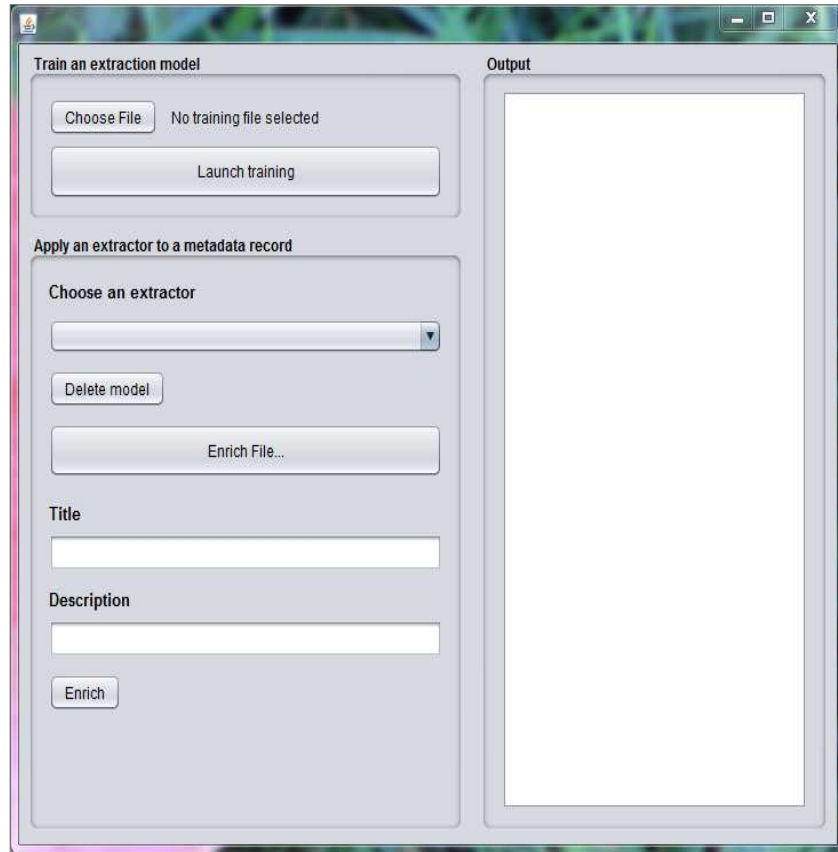 Train an extraction model
Choose File No training file selected
Launch training
Apply an extractor to a metadata record
Choose an extractor
Delete model
Enrich File...
Title
Description
Enrich
Output